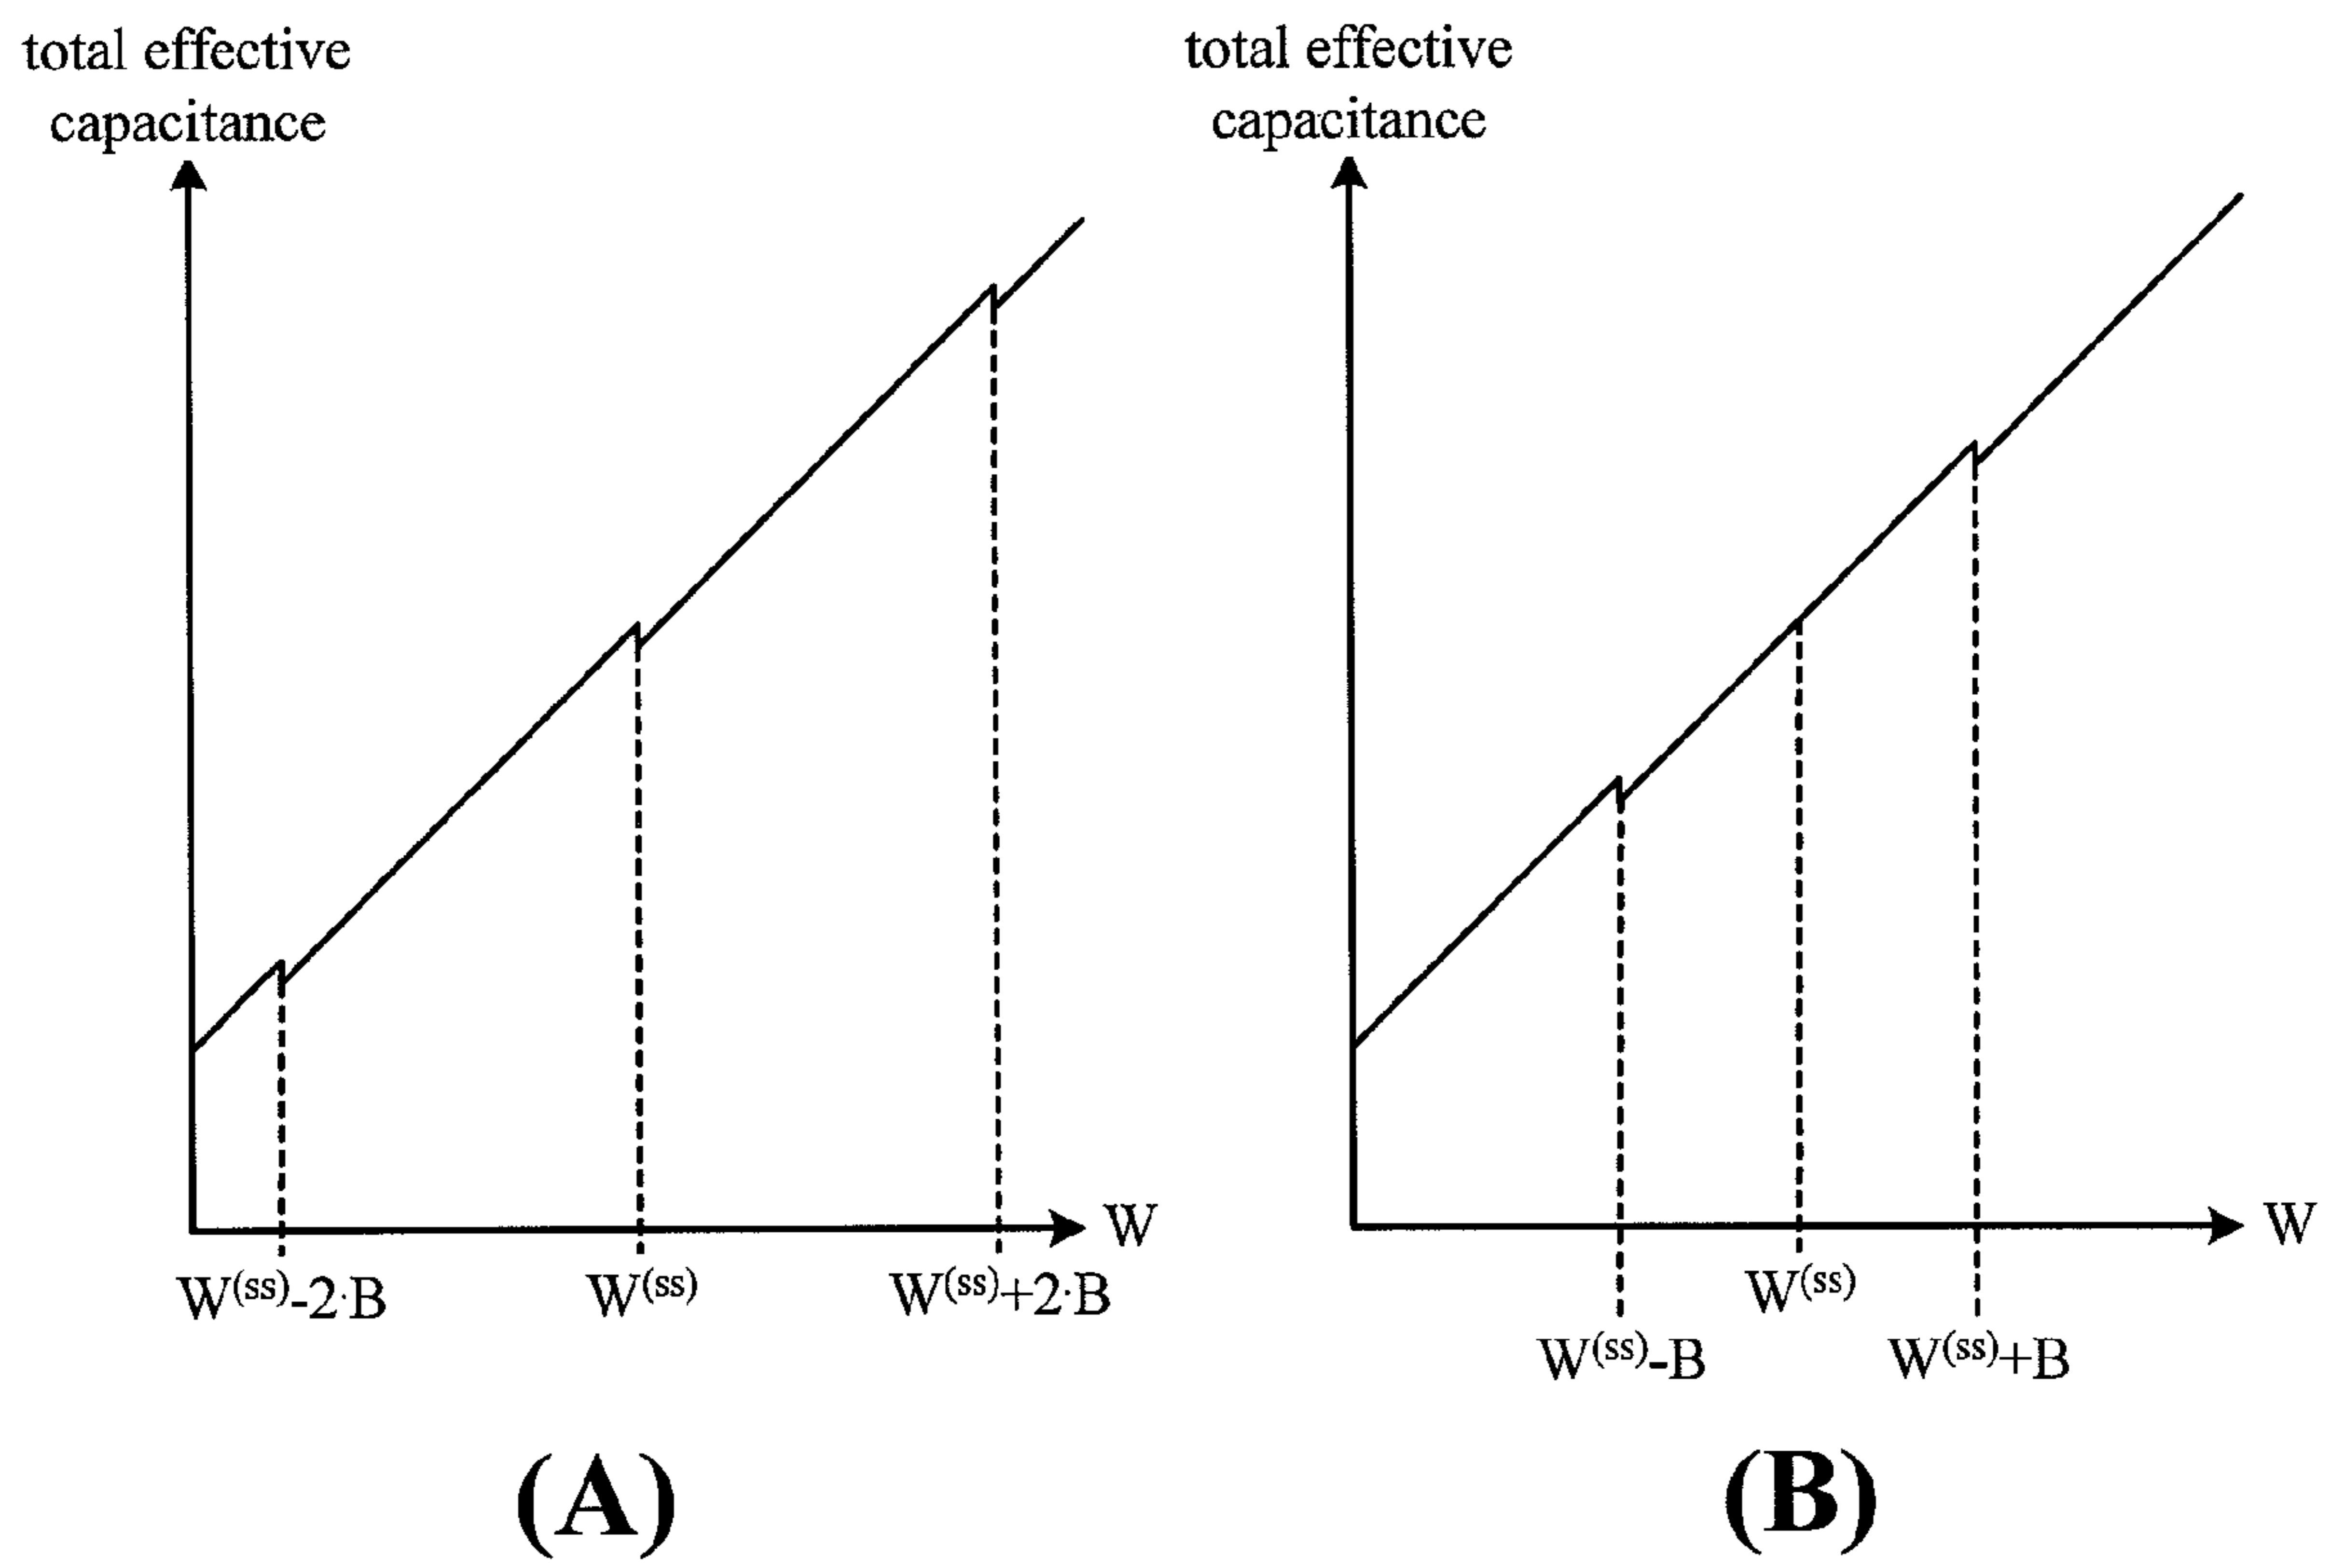 total effective
capacitance
W
W(ss)-2·B
W(ss)
W(ss)+2·B
(A)
total effective
capacitance
W
W(ss)
W(ss)-B
W(ss)+B
(B)